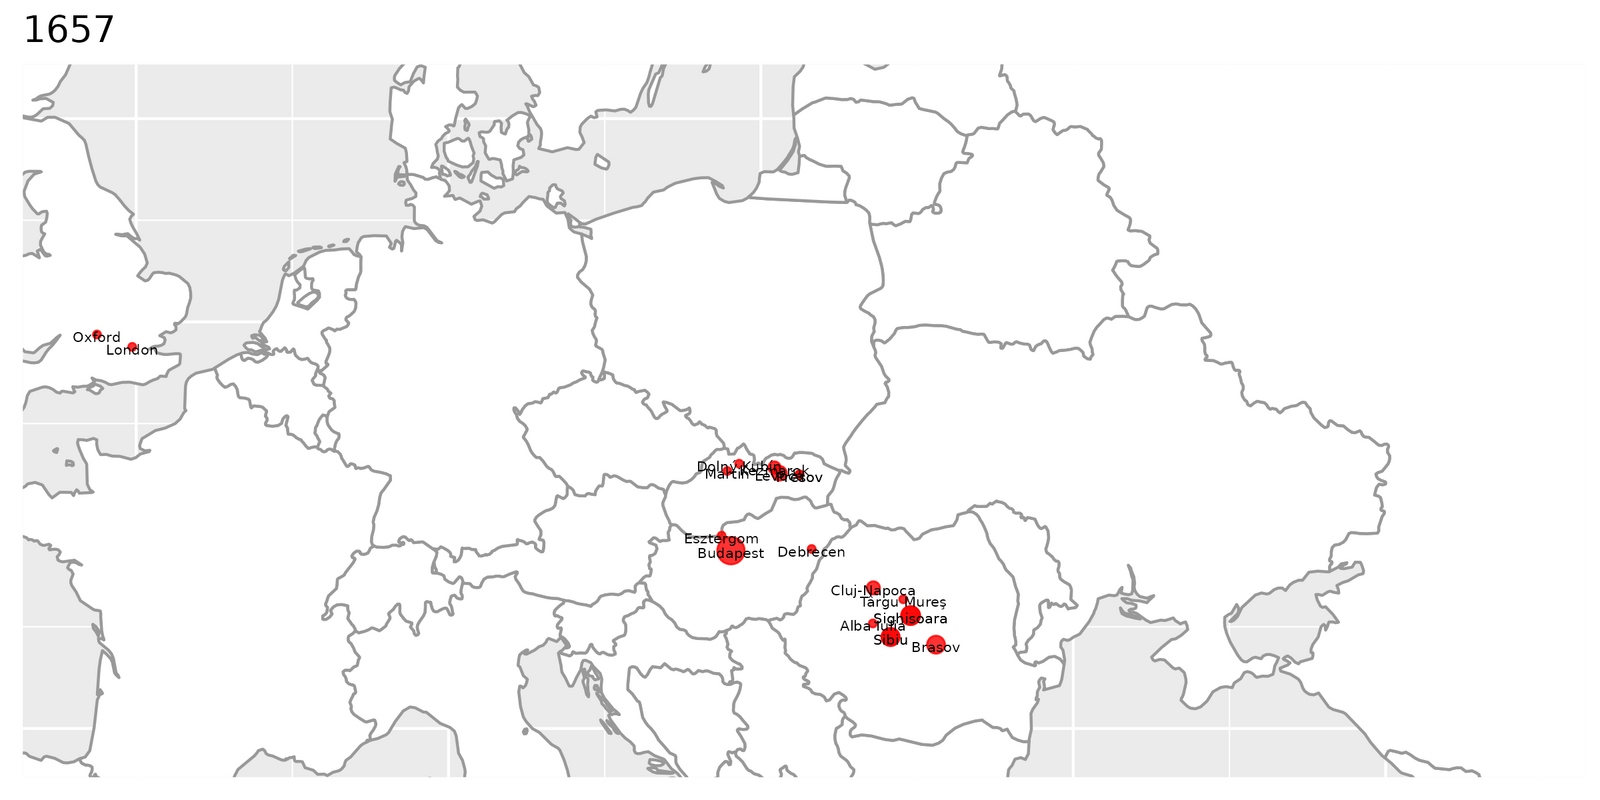 1657
Oxford
London
Dolny Kubin
Martin
Kezmarok
Levoca
Presov
Esztergom
Budapest
Debrecen
Cluj-Napoca
Târgu Mureș
Sighisoara
Alba Iulia
Sibiu
Brasov